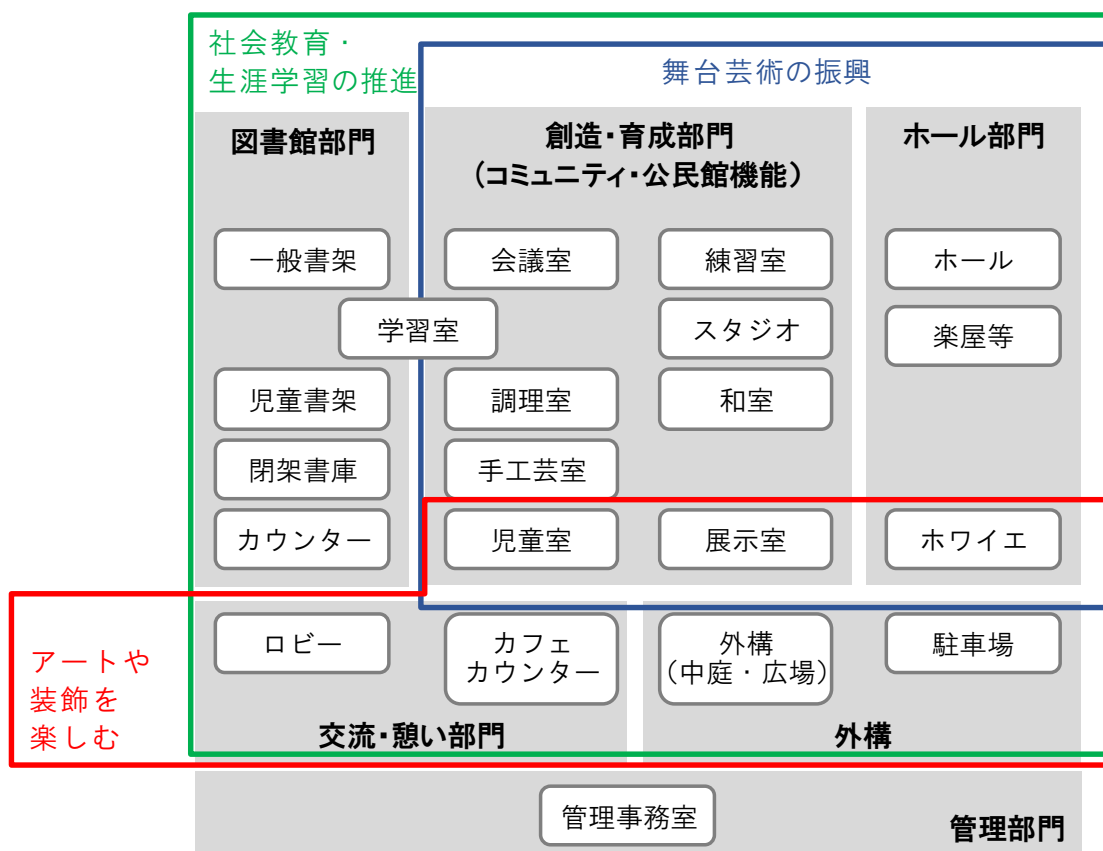 社会教育・
生涯学習の推進
舞台芸術の振興
図書館部門
創造・育成部門
（コミュニティ・公民館機能）
ホール部門
一般書架
会議室
練習室
ホール
学習室
スタジオ
楽屋等
児童書架
調理室
和室
閉架書庫
手工芸室
カウンター
児童室
展示室
ホワイエ
アートや
装飾を
楽しむ
ロビー
カフェ
カウンター
外構
（中庭・広場）
駐車場
交流・憩い部門
外構
管理事務室
管理部門